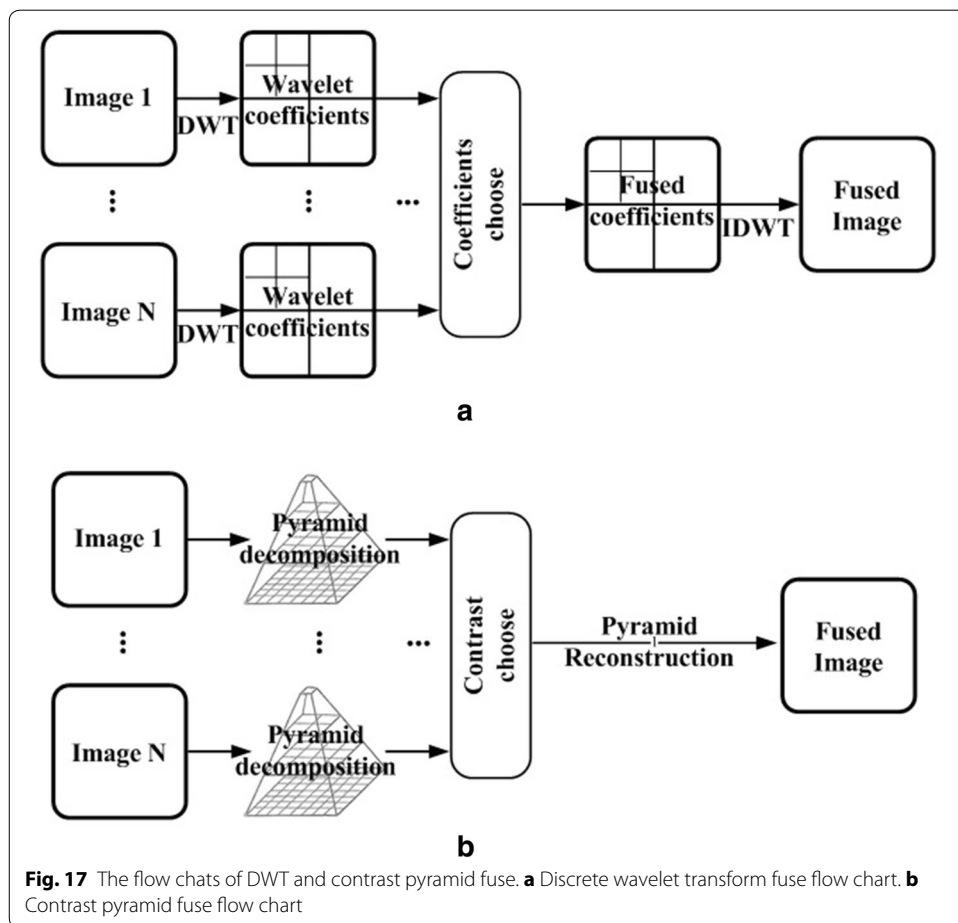 Image 1
DWT
Wavelet
coefficients
Image N
DWT
Wavelet
coefficients
...
Coefficients
choose
Fused
coefficients
IDWT
Fused
Image
a
Image 1
Pyramid
decomposition
Image N
Pyramid
decomposition
...
Contrast
choose
Pyramid
Reconstruction
Fused
Image
b
Fig. 17 The flow chats of DWT and contrast pyramid fuse. a Discrete wavelet transform fuse flow chart. b
Contrast pyramid fuse flow chart